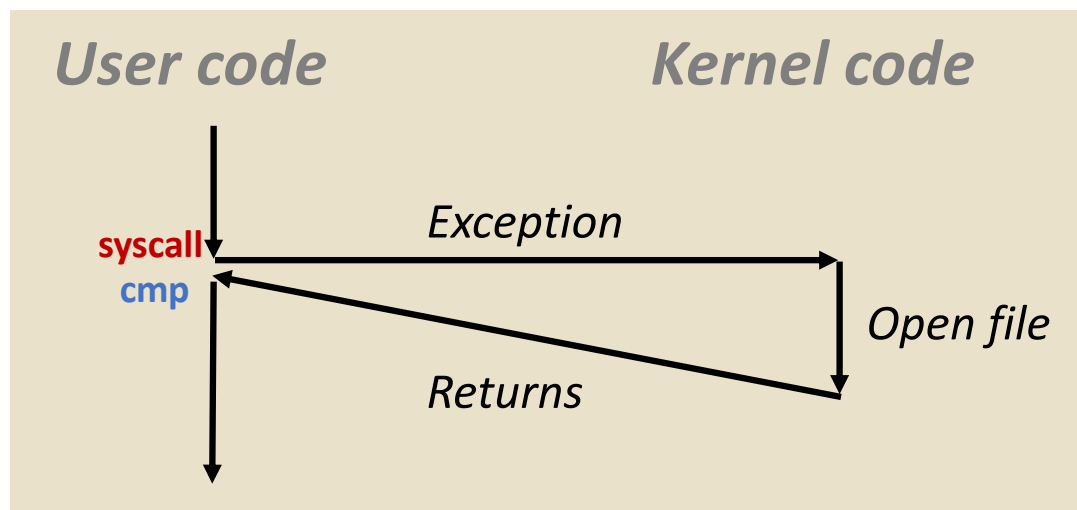 User code
Kernel code
Exception
syscall
cmp
Open file
Returns